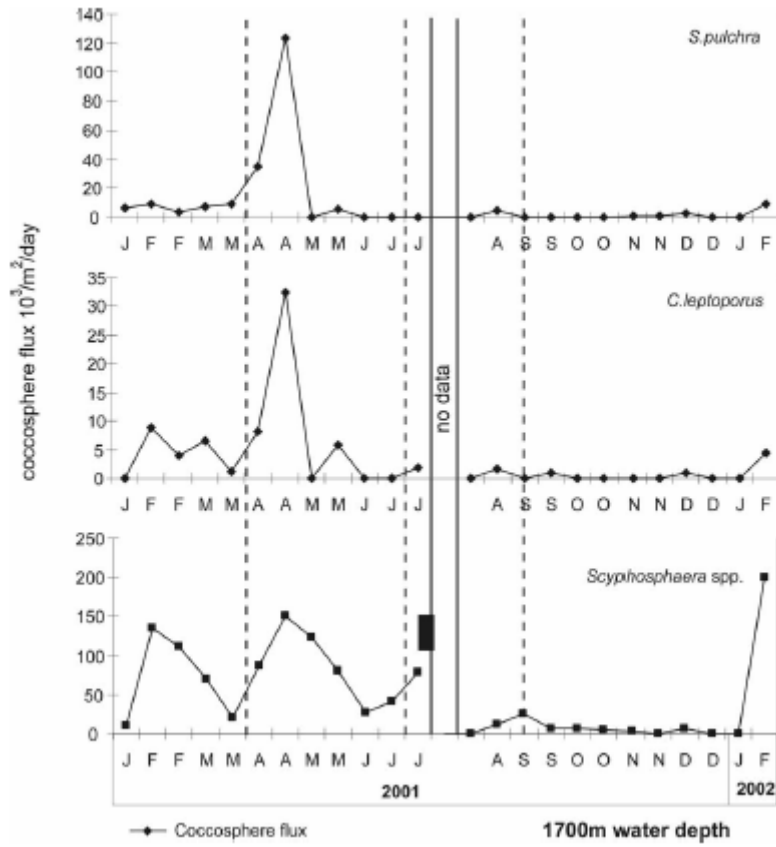 coccosphere flux 10³/m²/day
140
120
100
80
60
40
20
0
S.pulchra
J F F M M A A M M J J J A S S O O N N D D J F
35
30
25
20
15
10
5
0
C.leptoporus
no data
J F F M M A A M M J J J A S S O O N N D D J F
250
200
150
100
50
0
Scyphosphaera spp.
J F F M M A A M M J J J A S S O O N N D D J F
2001 2002
Coccosphere flux 1700m water depth